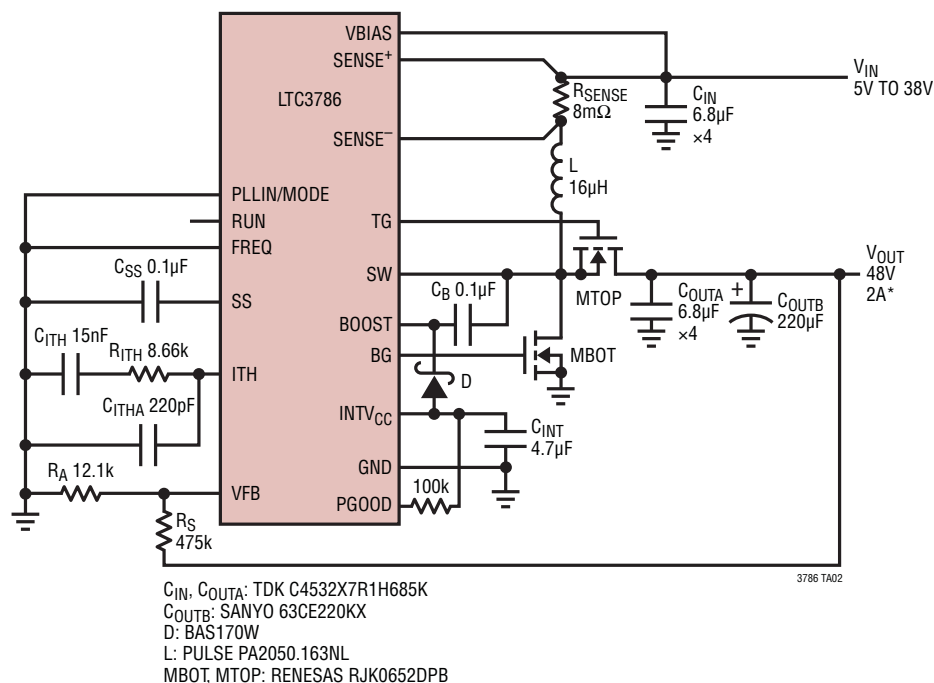 LTC3786
VBIAS
SENSE+
SENSE–
PLLIN/MODE
RUN
FREQ
SS
ITH
VFB
TG
SW
BOOST
BG
INTVCC
GND
PGOOD
CSS 0.1µF
CITH 15nF
RITH 8.66k
CITHA 220pF
RA 12.1k
RS
475k
RSENSE
8mΩ
L
16µH
CIN
6.8µF
×4
VIN
5V TO 38V
MTOP
CB 0.1µF
MBOT
D
CINT
4.7µF
100k
COUTA
6.8µF
×4
+
COUTB
220µF
VOUT
48V
2A*
3786 TA02
CIN, COUTA: TDK C4532X7R1H685K
COUTB: SANYO 63CE220KX
D: BAS170W
L: PULSE PA2050.163NL
MBOT, MTOP: RENESAS RJK0652DPB